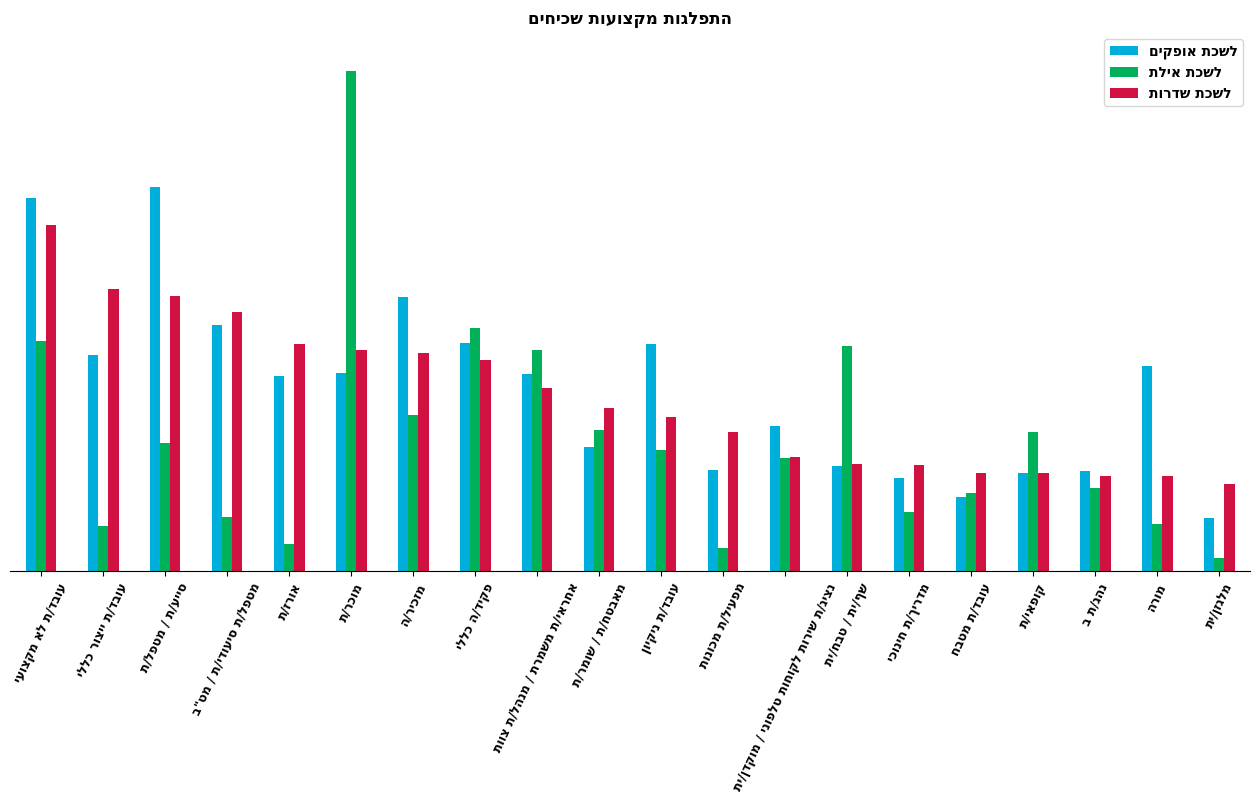 התפלגות מקצועות שכיחים
לשכת אופקים
לשכת אילת
לשכת שדרות
עובד/ת לא מקצועי
עובד/ת ייצור כללי
סייע/ת / מטפל/ת
מטפל/ת סיעודי/ת / מט"ב
אורז/ת
מוכר/ת
מזכיר/ה
פקיד/ה כללי
אחראי/ת משמרת / מנהל/ת צוות
מאבטח/ת / שומר/ת
עובד/ת ניקיון
מפעיל/ת מכונות
נציג/ת שירות לקוחות טלפוני / מוקדן/ית
שף/ית / טבח/ית
מדריך/ת חינוכי
עובד/ת מטבח
קופאי/ת
נהג/ת ב
מורה
מלבזן/ית